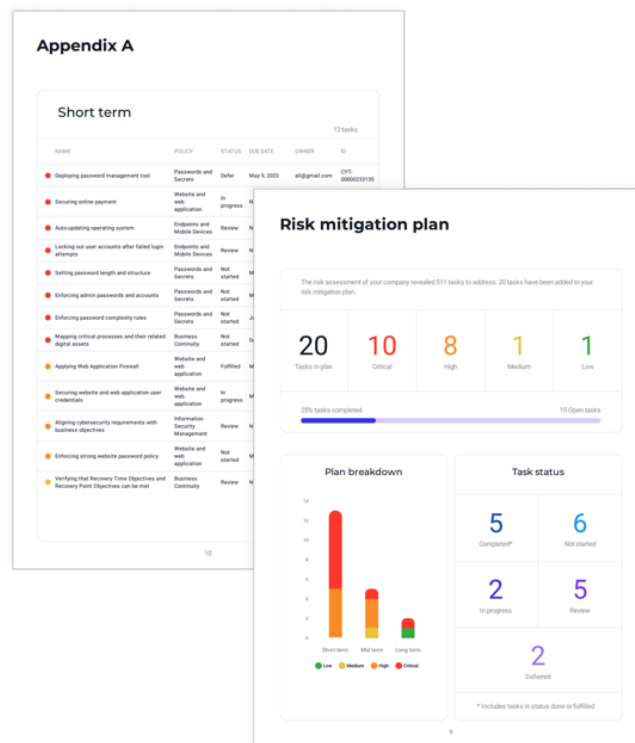 Appendix A
Short term
13 tasks
NAME POLICY STATUS DUE DATE OWNER ID
Deploying password management tool Passwords and Secrets Defer May 9, 2023 ali@gmail.com CYT-00000233135
Securing online payment Website and web application In progress
Auto-updating operating system Endpoints and Mobile Devices Review
Locking out user accounts after failed login attempts Endpoints and Mobile Devices Review
Setting password length and structure Passwords and Secrets Not started
Enforcing admin passwords and accounts Passwords and Secrets Not started
Enforcing password complexity rules Passwords and Secrets Not started
Mapping critical processes and their related digital assets Business Continuity Not started
Applying Web Application Firewall Website and web application Fulfilled
Securing website and web application user credentials Website and web application In progress
Aligning cybersecurity requirements with business objectives Information Security Management Review
Enforcing strong website password policy Website and web application Not started
Verifying that Recovery Time Objectives and Recovery Point Objectives can be met Business Continuity Review
10
Risk mitigation plan
The risk assessment of your company revealed 511 tasks to address. 20 tasks have been added to your
risk mitigation plan.
20 10 8 1 1
Tasks in plan Critical High Medium Low
25% tasks completed 15 Open tasks
Plan breakdown
14
12
10
8
6
4
2
0
Short term Mid term Long term
Low Medium High Critical
Task status
5 6
Completed* Not started
2 5
In progress Review
2
Deferred
* Includes tasks in status done or fulfilled
9